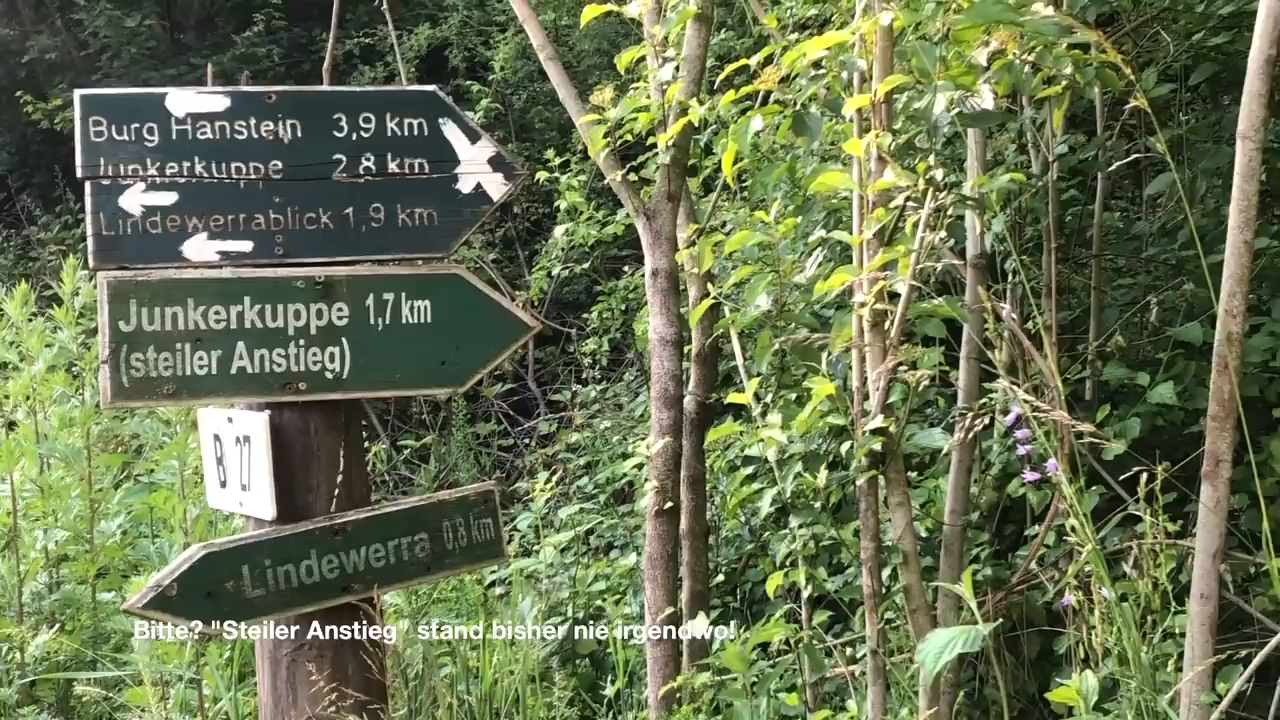 Burg Hanstein 3,9 km
Junkerkuppe 2,8 km
Lindewerrablick 1,9 km
Junkerkuppe 1,7 km
(steiler Anstieg)
B 27
Lindewerra 0,8 km
Bitte? "Steiler Anstieg" stand bisher nie irgendwo!